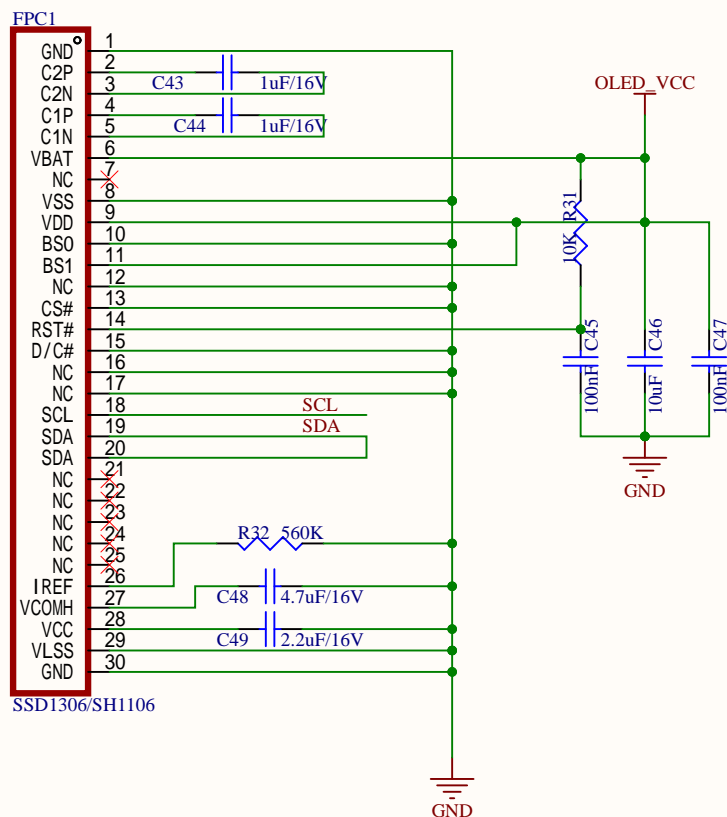 FPC1
GND 1
C2P 2
C43 1uF/16V
C2N 3
C1P 4
C44 1uF/16V
C1N 5
OLED_VCC
VBAT 6
NC 7
VSS 8
VDD 9
R31
10K
BS0 10
BS1 11
NC 12
CS# 13
RST# 14
C45
100nF
C46
10uF
C47
100nF
D/C# 15
NC 16
NC 17
SCL 18 SCL
SDA 19 SDA
SDA 20
NC 21
GND
NC 22
NC 23
NC 24
R32 560K
NC 25
IREF 26
C48 4.7uF/16V
VCOMH 27
VCC 28
C49 2.2uF/16V
VLSS 29
GND 30
SSD1306/SH1106
GND